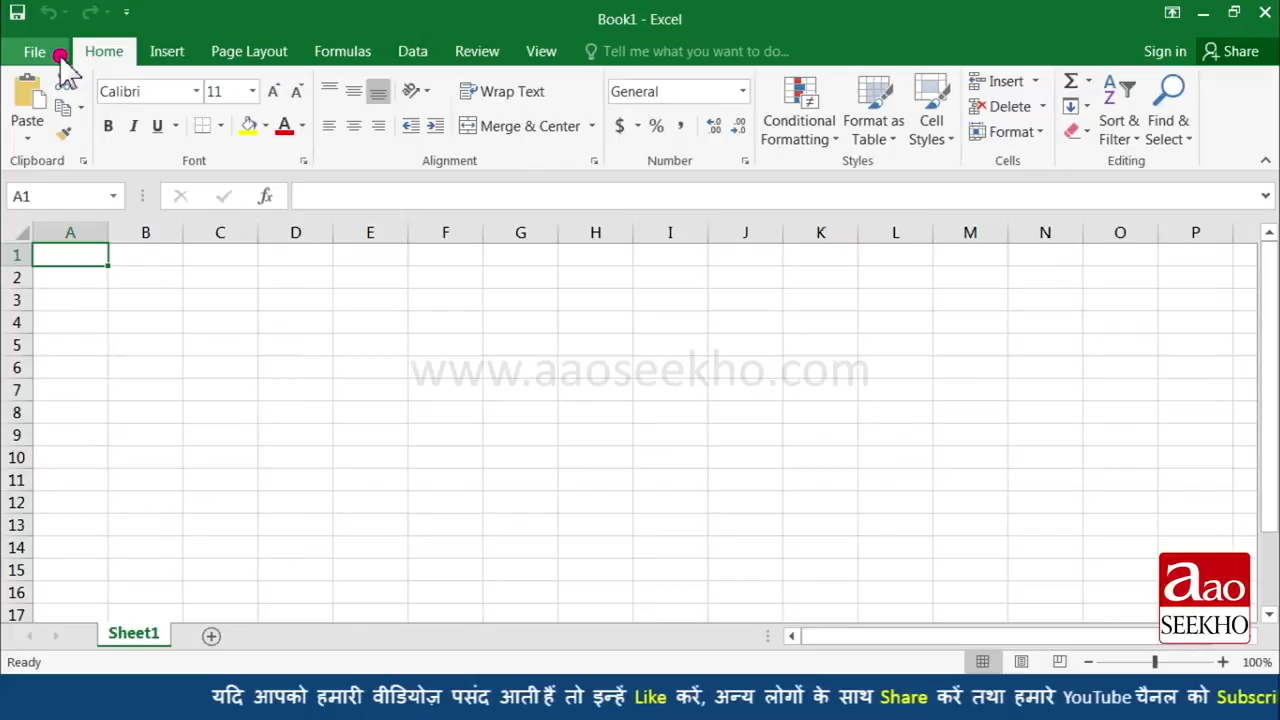 Book1 - Excel
File Home Insert Page Layout Formulas Data Review View Tell me what you want to do... Sign in Share
Paste
Clipboard
Calibri 11
B I U A
Font
Wrap Text
Merge & Center
Alignment
General
$ % ,
Number
Conditional Formatting
Format as Table
Cell Styles
Styles
Insert
Delete
Format
Cells
Sort & Filter
Find & Select
Editing
A1 fx
A B C D E F G H I J K L M N O P
1
2
3
4
5
6
7
8
9
10
11
12
13
14
15
16
17
www.aaoseekho.com
aao
SEEKHO
Sheet1
Ready 100%
यदि आपको हमारी वीडियोज़ पसंद आती हैं तो इन्हें Like करें, अन्य लोगों के साथ Share करें तथा हमारे YouTube चैनल को Subscri